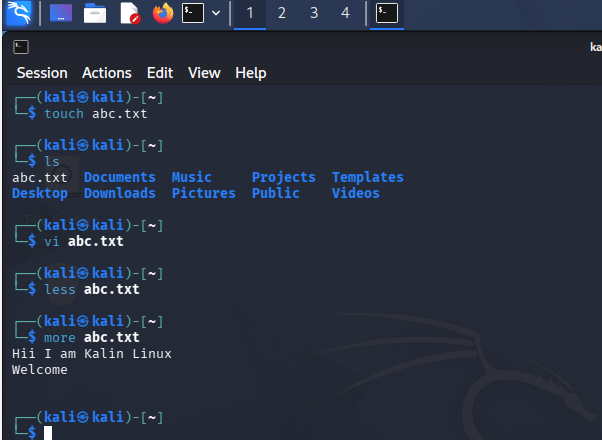 1 2 3 4
ka
Session Actions Edit View Help
┌──(kali㉿kali)-[~]
└─$ touch abc.txt
┌──(kali㉿kali)-[~]
└─$ ls
abc.txt Documents Music Projects Templates
Desktop Downloads Pictures Public Videos
┌──(kali㉿kali)-[~]
└─$ vi abc.txt
┌──(kali㉿kali)-[~]
└─$ less abc.txt
┌──(kali㉿kali)-[~]
└─$ more abc.txt
Hii I am Kalin Linux
Welcome
┌──(kali㉿kali)-[~]
└─$